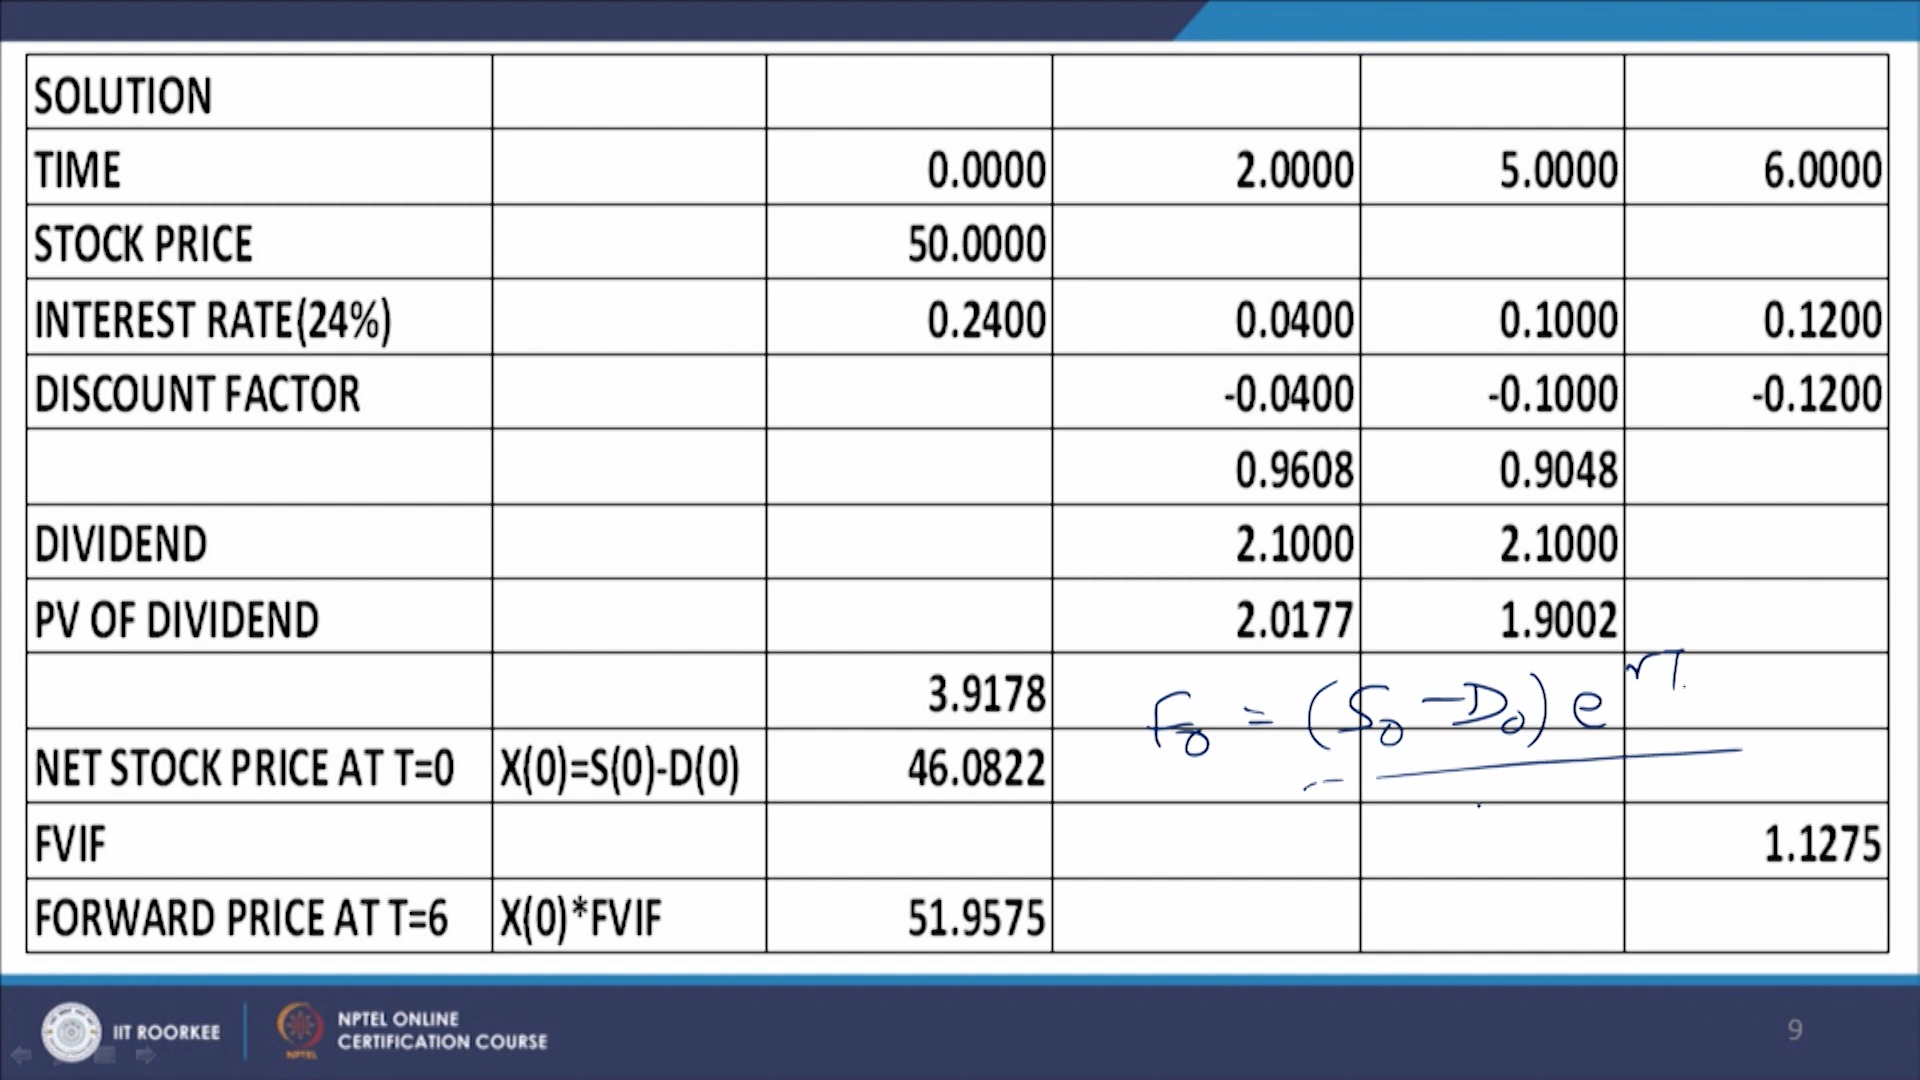 SOLUTION
TIME 0.0000 2.0000 5.0000 6.0000
STOCK PRICE 50.0000
INTEREST RATE(24%) 0.2400 0.0400 0.1000 0.1200
DISCOUNT FACTOR -0.0400 -0.1000 -0.1200
0.9608 0.9048
DIVIDEND 2.1000 2.1000
PV OF DIVIDEND 2.0177 1.9002
3.9178 F₀ = (S₀ - D₀) e^rT
NET STOCK PRICE AT T=0 X(0)=S(0)-D(0) 46.0822
FVIF 1.1275
FORWARD PRICE AT T=6 X(0)*FVIF 51.9575
IIT ROORKEE
NPTEL
NPTEL ONLINE
CERTIFICATION COURSE
9